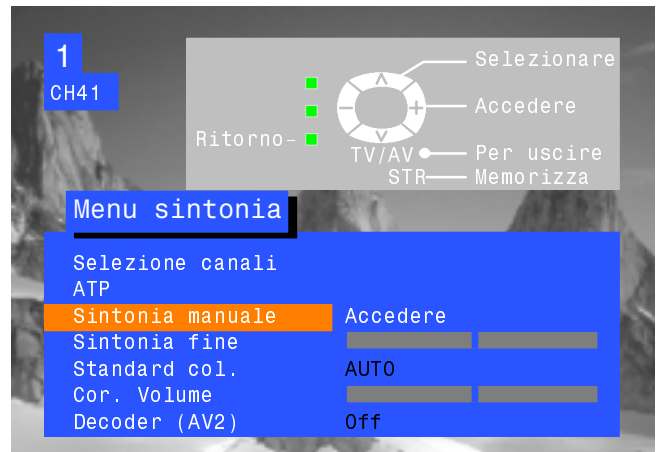 1
CH41
Selezionare
Accedere
Ritorno
TV/AV Per uscire
STR Memorizza
Menu sintonia
Selezione canali
ATP
Sintonia manuale Accedere
Sintonia fine
Standard col. AUTO
Cor. Volume
Decoder (AV2) Off